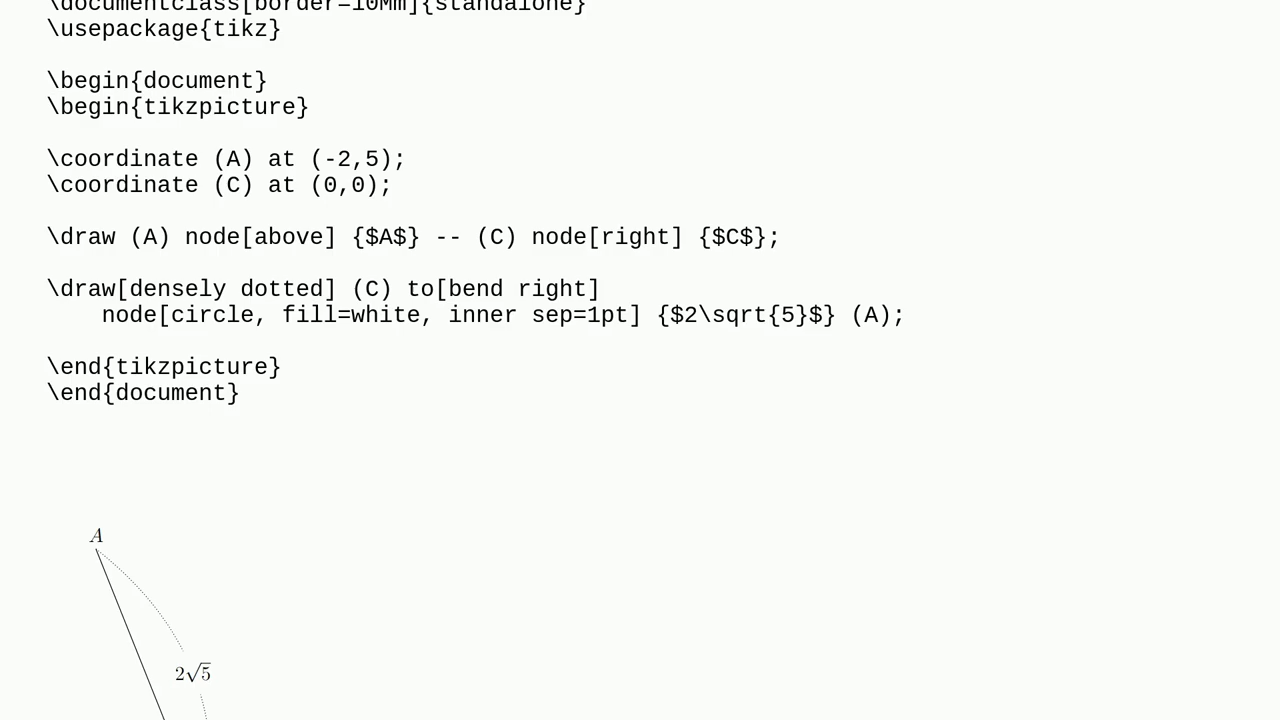 \documentclass[border=10mm]{standalone}
\usepackage{tikz}
\begin{document}
\begin{tikzpicture}
\coordinate (A) at (-2,5);
\coordinate (C) at (0,0);
\draw (A) node[above] {$A$} -- (C) node[right] {$C$};
\draw[densely dotted] (C) to[bend right]
node[circle, fill=white, inner sep=1pt] {$2\sqrt{5}$} (A);
\end{tikzpicture}
\end{document}
A
2√5